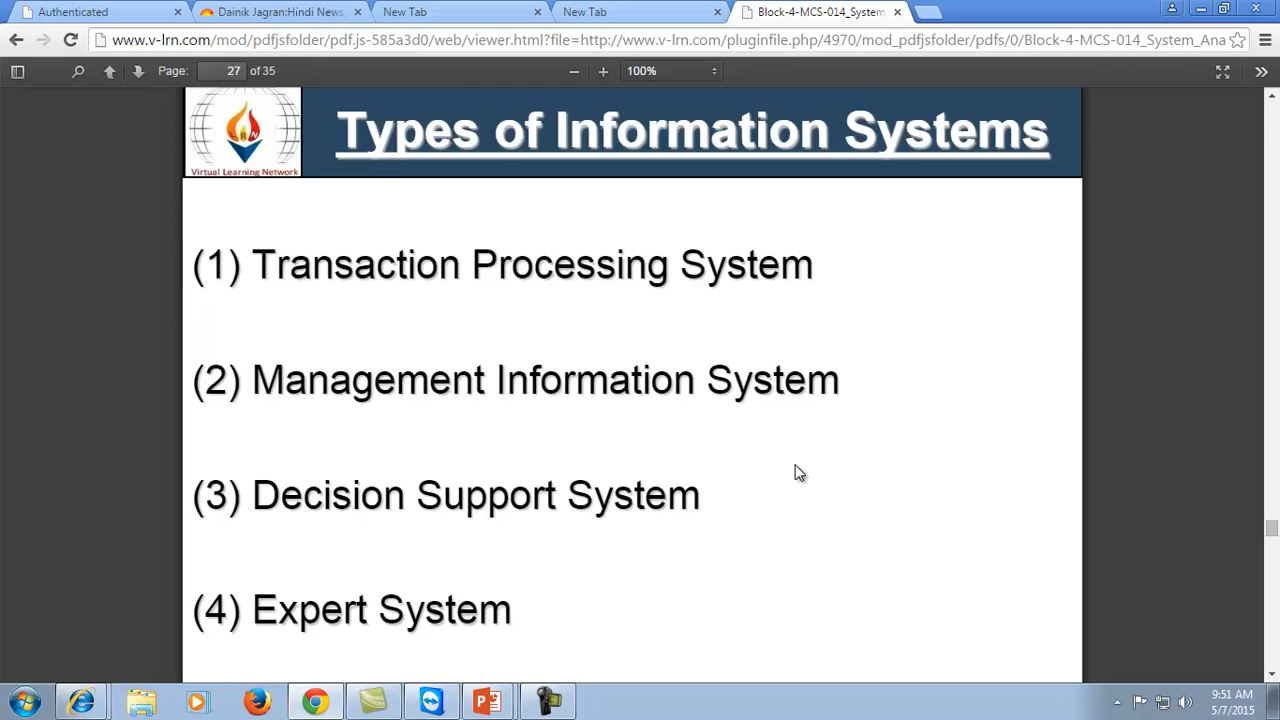 Authenticated
Dainik Jagran:Hindi News,
New Tab
New Tab
Block-4-MCS-014_System_
www.v-lrn.com/mod/pdfjsfolder/pdf.js-585a3d0/web/viewer.html?file=http://www.v-lrn.com/pluginfile.php/4970/mod_pdfjsfolder/pdfs/0/Block-4-MCS-014_System_Ana
Page: 27 of 35
100%
Types of Information Systems
RN
Virtual Learning Network
(1) Transaction Processing System
(2) Management Information System
(3) Decision Support System
(4) Expert System
9:51 AM
5/7/2015